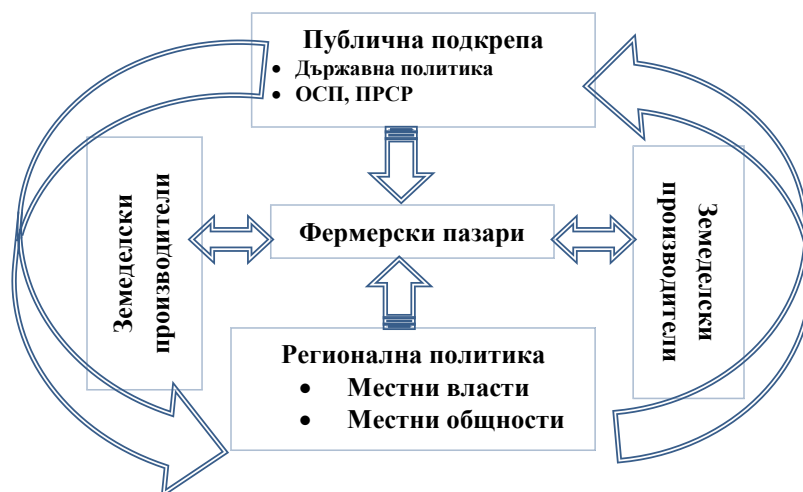 Публична подкрепа
• Държавна политика
• ОСП, ПРСР
Земеделски
производители
Фермерски пазари
Земеделски
производители
Регионална политика
• Местни власти
• Местни общности